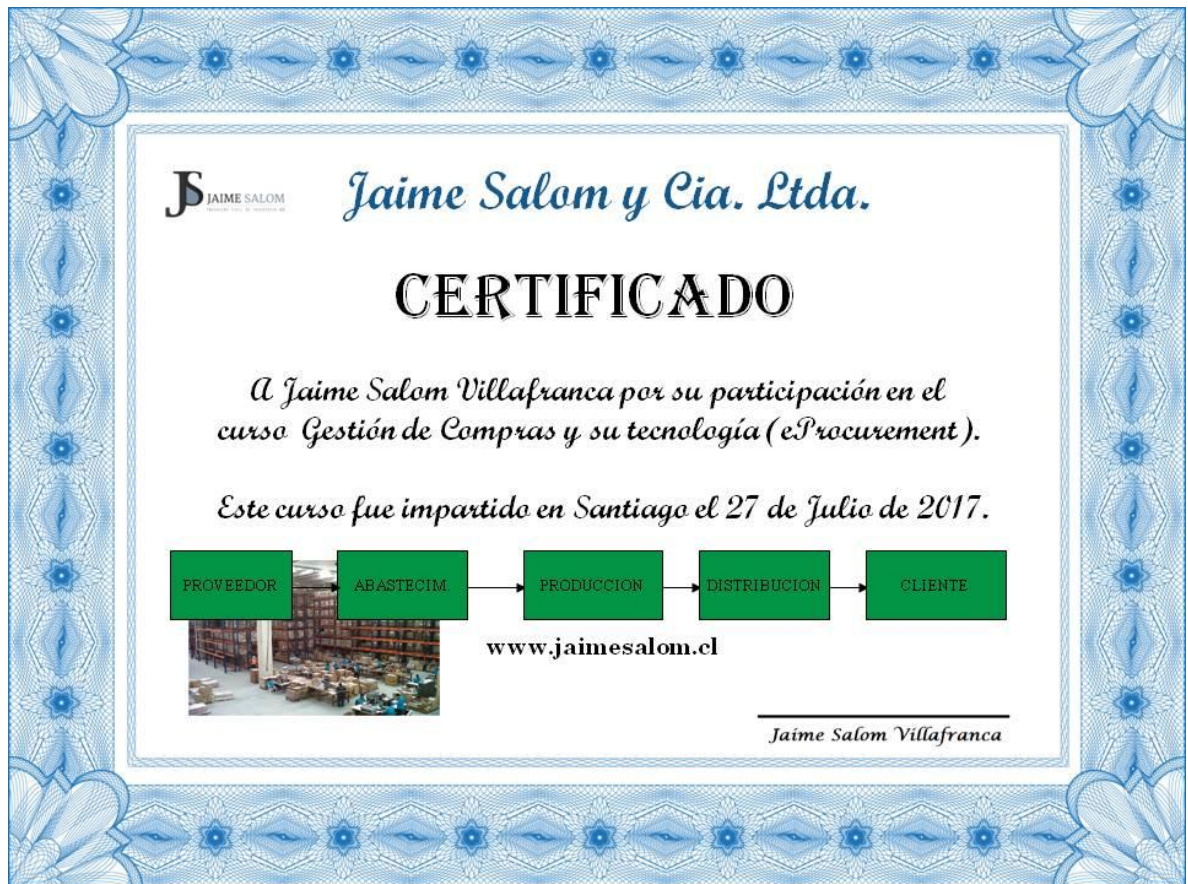 JS JAIME SALOM
Jaime Salom y Cia. Ltda.
CERTIFICADO
A Jaime Salom Villafranca por su participación en el
curso Gestión de Compras y su tecnología (eProcurement).
Este curso fue impartido en Santiago el 27 de Julio de 2017.
PROVEEDOR ABASTECIM. PRODUCCION DISTRIBUCION CLIENTE
www.jaimesalom.cl
Jaime Salom Villafranca